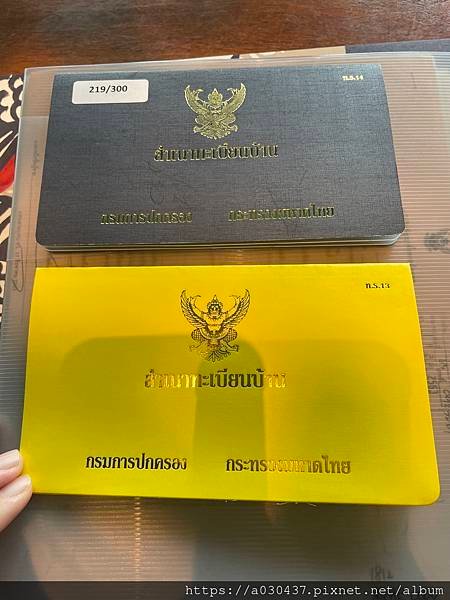 219/300
ท.ร.14
สำเนาทะเบียนบ้าน
กรมการปกครอง กระทรวงมหาดไทย
ท.ร.13
สำเนาทะเบียนบ้าน
กรมการปกครอง กระทรวงมหาดไทย
https://a030437.pixnet.net/album